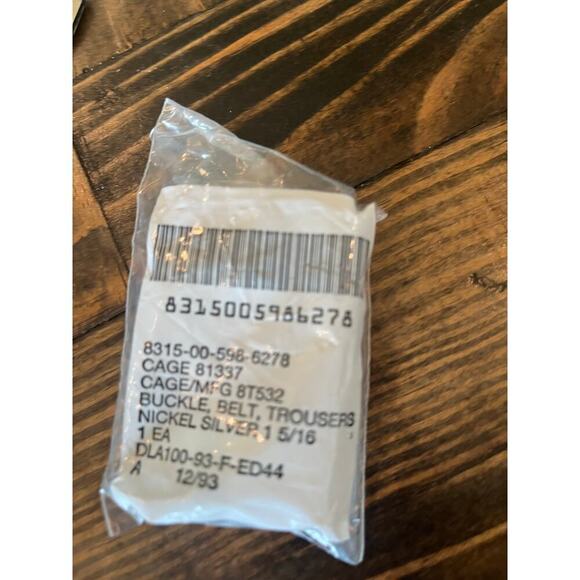 8315005986278
8315-00-598-6278
CAGE 81337
CAGE/MFG 8T532
BUCKLE, BELT, TROUSERS
NICKEL SILVER 1 5/16
1 EA
DLA100-93-F-ED44
A 12/93